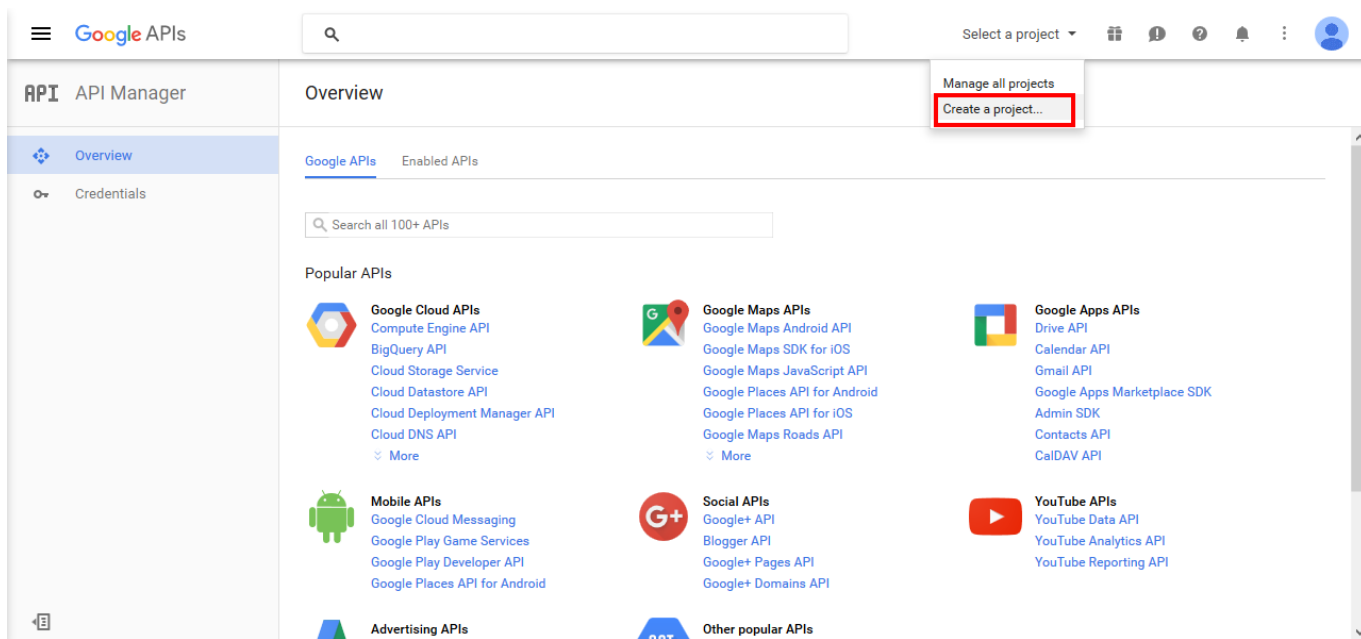 Google APIs
Select a project
Manage all projects
Create a project...
API API Manager
Overview
Overview
Credentials
Google APIs Enabled APIs
Search all 100+ APIs
Popular APIs
Google Cloud APIs
Compute Engine API
BigQuery API
Cloud Storage Service
Cloud Datastore API
Cloud Deployment Manager API
Cloud DNS API
More
G
Google Maps APIs
Google Maps Android API
Google Maps SDK for iOS
Google Maps JavaScript API
Google Places API for Android
Google Places API for iOS
Google Maps Roads API
More
Google Apps APIs
Drive API
Calendar API
Gmail API
Google Apps Marketplace SDK
Admin SDK
Contacts API
CalDAV API
Mobile APIs
Google Cloud Messaging
Google Play Game Services
Google Play Developer API
Google Places API for Android
G+
Social APIs
Google+ API
Blogger API
Google+ Pages API
Google+ Domains API
YouTube APIs
YouTube Data API
YouTube Analytics API
YouTube Reporting API
Advertising APIs
API
Other popular APIs